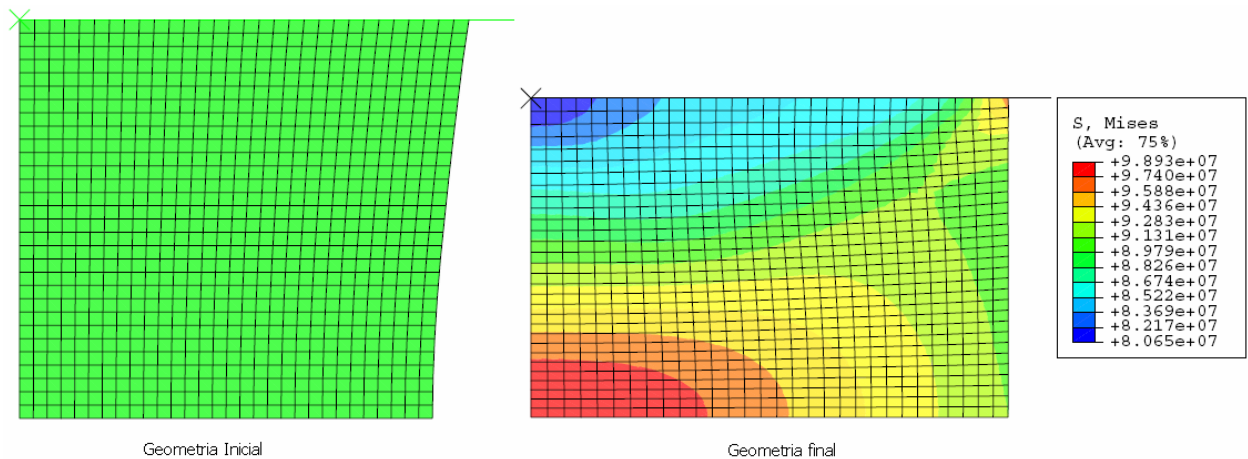 S, Mises
(Avg: 75%)
+9.893e+07
+9.740e+07
+9.588e+07
+9.436e+07
+9.283e+07
+9.131e+07
+8.979e+07
+8.826e+07
+8.674e+07
+8.522e+07
+8.369e+07
+8.217e+07
+8.065e+07
Geometria Inicial
Geometria final